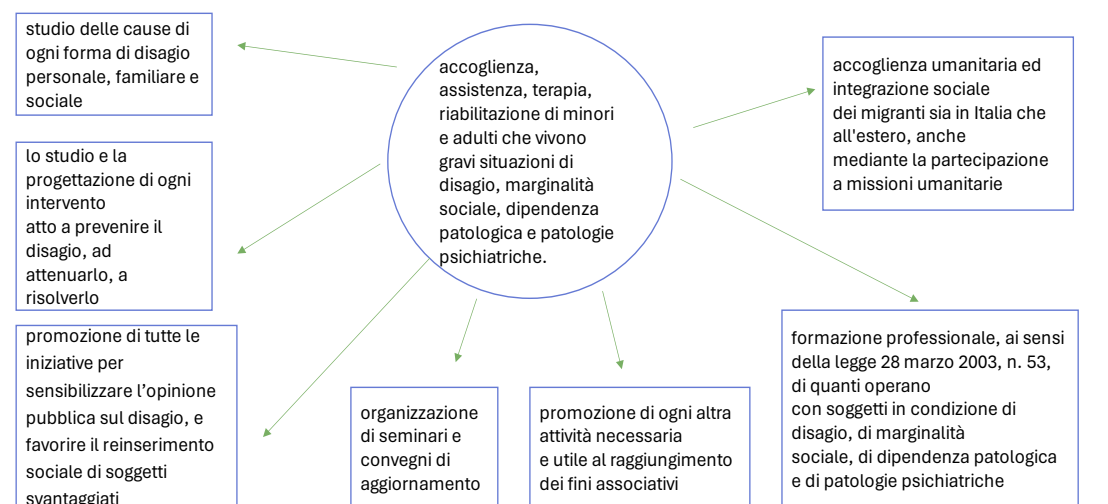 studio delle cause di
ogni forma di disagio
personale, familiare e
sociale
lo studio e la
progettazione di ogni
intervento
atto a prevenire il
disagio, ad
attenuarlo, a
risolverlo
promozione di tutte le
iniziative per
sensibilizzare l’opinione
pubblica sul disagio, e
favorire il reinserimento
sociale di soggetti
svantaggiati
accoglienza,
assistenza, terapia,
riabilitazione di minori
e adulti che vivono
gravi situazioni di
disagio, marginalità
sociale, dipendenza
patologica e patologie
psichiatriche.
organizzazione
di seminari e
convegni di
aggiornamento
promozione di ogni altra
attività necessaria
e utile al raggiungimento
dei fini associativi
accoglienza umanitaria ed
integrazione sociale
dei migranti sia in Italia che
all'estero, anche
mediante la partecipazione
a missioni umanitarie
formazione professionale, ai sensi
della legge 28 marzo 2003, n. 53,
di quanti operano
con soggetti in condizione di
disagio, di marginalità
sociale, di dipendenza patologica
e di patologie psichiatriche